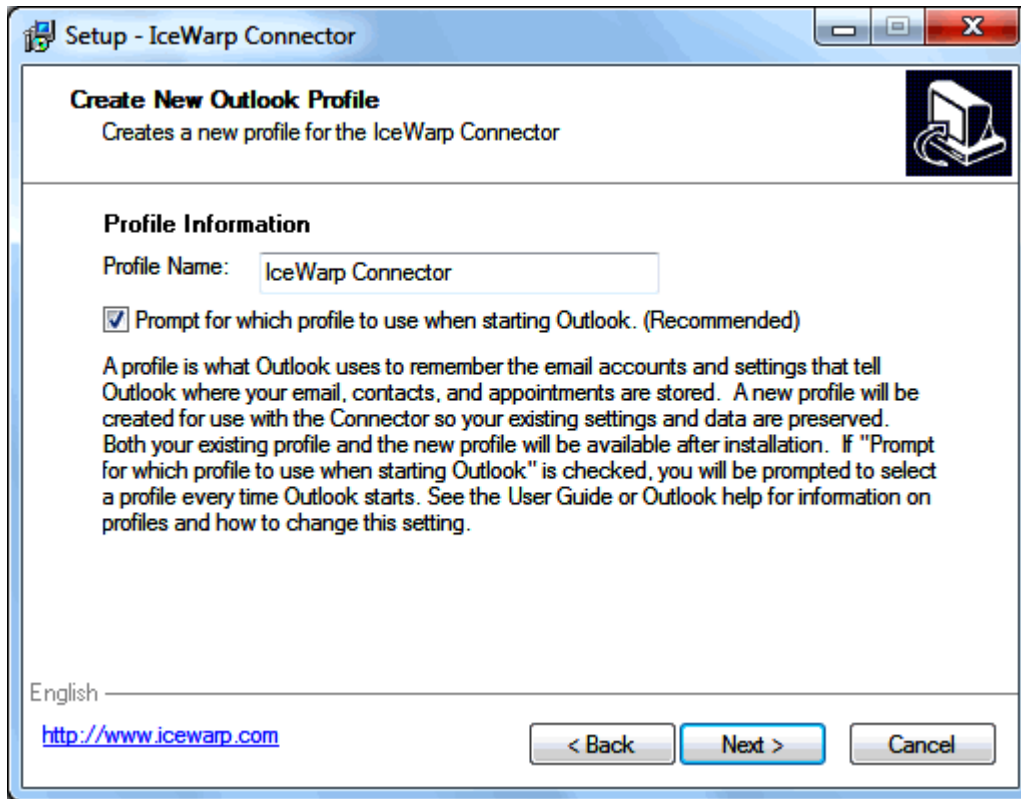 Setup - IceWarp Connector
Create New Outlook Profile
Creates a new profile for the IceWarp Connector
Profile Information
Profile Name: IceWarp Connector
Prompt for which profile to use when starting Outlook. (Recommended)
A profile is what Outlook uses to remember the email accounts and settings that tell
Outlook where your email, contacts, and appointments are stored.  A new profile will be
created for use with the Connector so your existing settings and data are preserved.
Both your existing profile and the new profile will be available after installation.  If "Prompt
for which profile to use when starting Outlook" is checked, you will be prompted to select
a profile every time Outlook starts. See the User Guide or Outlook help for information on
profiles and how to change this setting.
English
http://www.icewarp.com < Back Next > Cancel